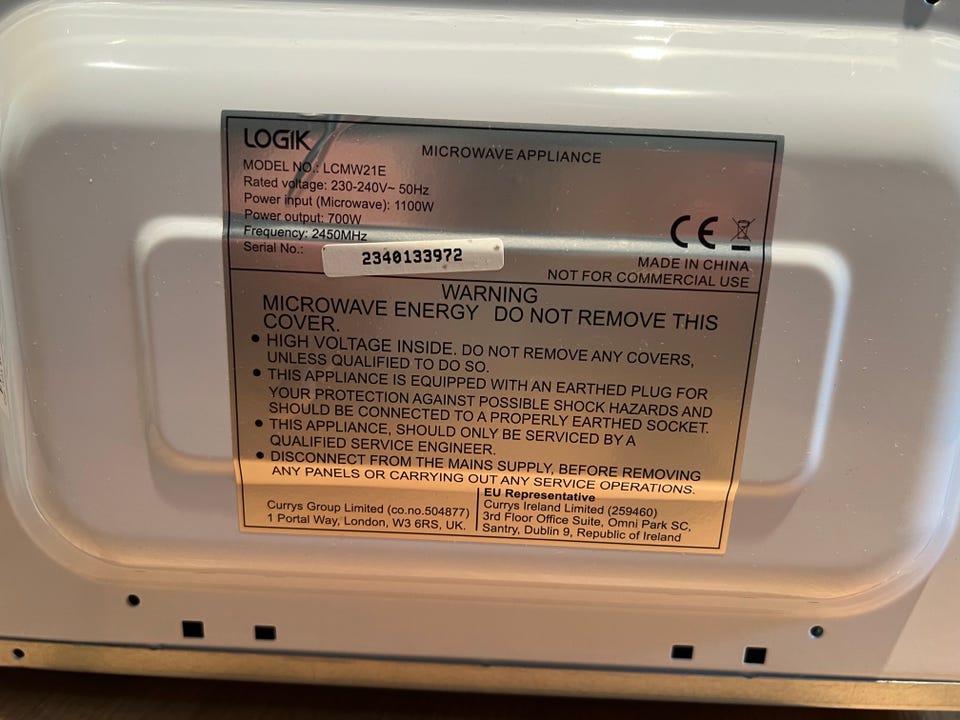 LOGIK
MICROWAVE APPLIANCE
MODEL NO.: LCMW21E
Rated voltage: 230-240V~ 50Hz
Power input (Microwave): 1100W
Power output: 700W
Frequency: 2450MHz
Serial No.: 2340133972
CE
MADE IN CHINA
NOT FOR COMMERCIAL USE
WARNING
MICROWAVE ENERGY DO NOT REMOVE THIS
COVER.
• HIGH VOLTAGE INSIDE. DO NOT REMOVE ANY COVERS,
UNLESS QUALIFIED TO DO SO.
• THIS APPLIANCE IS EQUIPPED WITH AN EARTHED PLUG FOR
YOUR PROTECTION AGAINST POSSIBLE SHOCK HAZARDS AND
SHOULD BE CONNECTED TO A PROPERLY EARTHED SOCKET.
• THIS APPLIANCE, SHOULD ONLY BE SERVICED BY A
QUALIFIED SERVICE ENGINEER.
• DISCONNECT FROM THE MAINS SUPPLY, BEFORE REMOVING
ANY PANELS OR CARRYING OUT ANY SERVICE OPERATIONS.
Currys Group Limited (co.no.504877)
1 Portal Way, London, W3 6RS, UK.
EU Representative
Currys Ireland Limited (259460)
3rd Floor Office Suite, Omni Park SC,
Santry, Dublin 9, Republic of Ireland